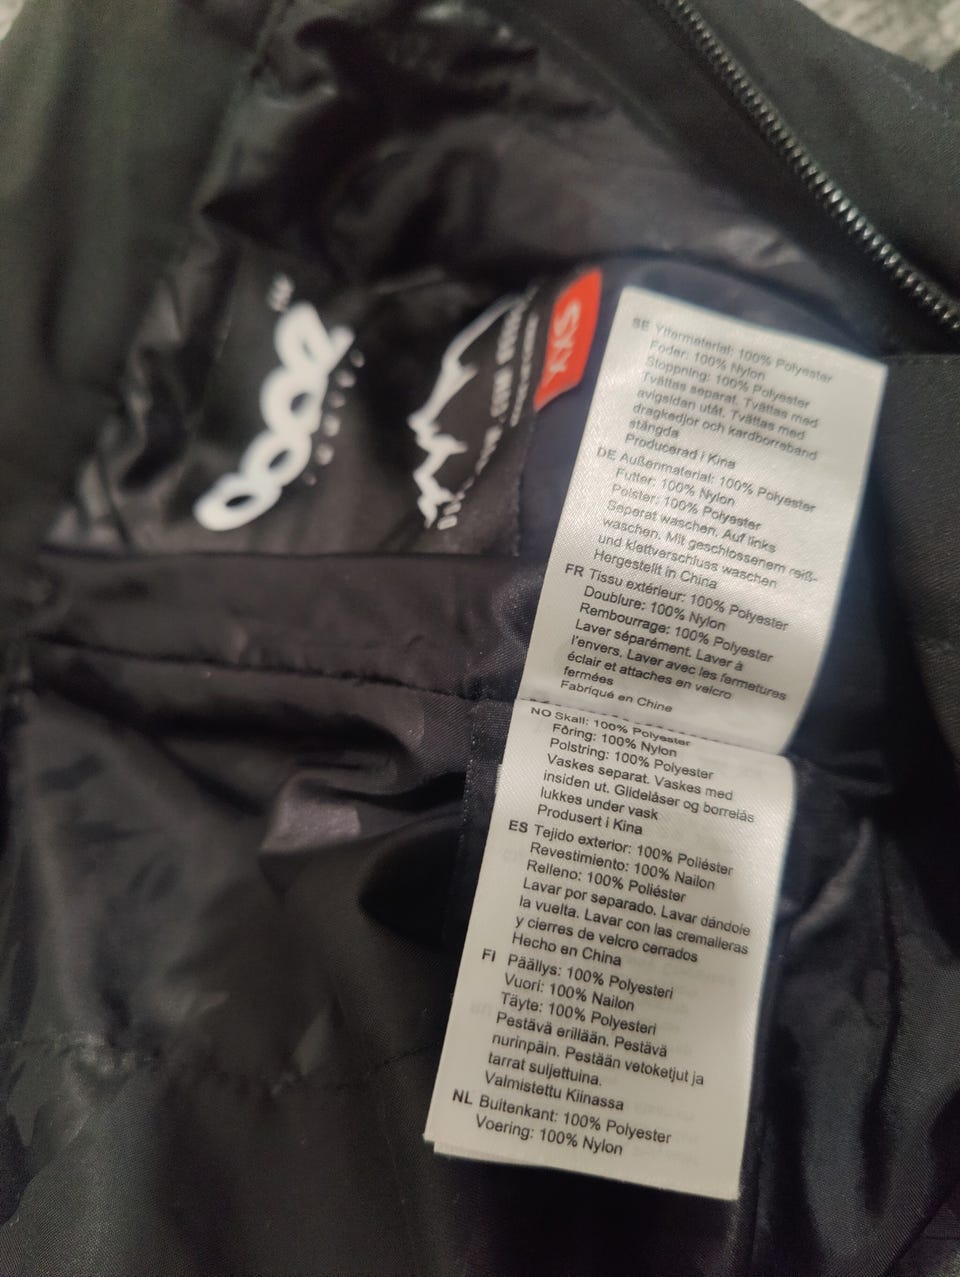 XXS
SE Yttermaterial: 100% Polyester
Foder: 100% Nylon
Stoppning: 100% Polyester
Tvättas separat. Tvättas med
avigsidan utåt. Tvättas med
dragkedjor och kardborreband
stängda
Producerad i Kina
DE Außenmaterial: 100% Polyester
Futter: 100% Nylon
Polster: 100% Polyester
Seperat waschen. Auf links
waschen. Mit geschlossenem reiß-
und klettverschluss waschen
Hergestellt in China
FR Tissu extérieur: 100% Polyester
Doublure: 100% Nylon
Rembourrage: 100% Polyester
Laver séparément. Laver à
l'envers. Laver avec les fermetures
éclair et attaches en velcro
fermées
Fabriqué en Chine
NO Skall: 100% Polyester
Fôring: 100% Nylon
Polstring: 100% Polyester
Vaskes separat. Vaskes med
insiden ut. Glidelåser og borrelås
lukkes under vask
Produsert i Kina
ES Tejido exterior: 100% Poliéster
Revestimiento: 100% Nailon
Relleno: 100% Poliéster
Lavar por separado. Lavar dándole
la vuelta. Lavar con las cremalleras
y cierres de velcro cerrados
Hecho en China
FI Päällys: 100% Polyesteri
Vuori: 100% Nailon
Täyte: 100% Polyesteri
Pestävä erillään. Pestävä
nurinpäin. Pestään vetoketjut ja
tarrat suljettuina.
Valmistettu Kiinassa
NL Buitenkant: 100% Polyester
Voering: 100% Nylon